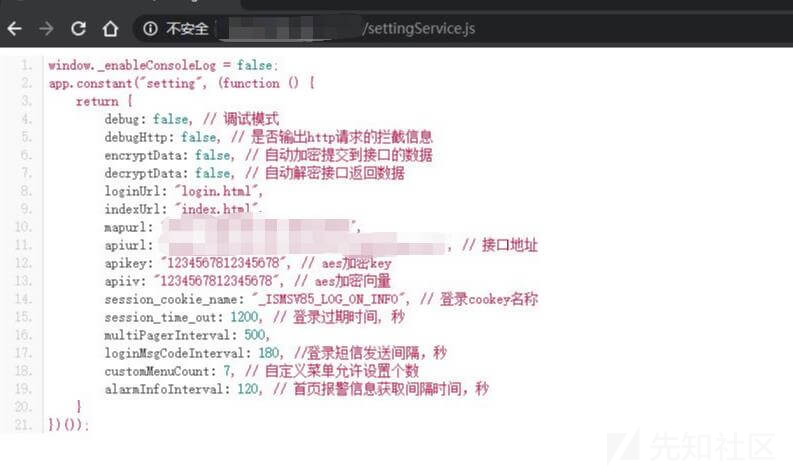 不安全 /settingService.js
1. window._enableConsoleLog = false;
2. app.constant("setting", (function () {
3. return {
4. debug: false, // 调试模式
5. debugHttp: false, // 是否输出http请求的拦截信息
6. encryptData: false, // 自动加密提交到接口的数据
7. decryptData: false, // 自动解密接口返回数据
8. loginUrl: "login.html",
9. indexUrl: "index.html",
10. mapurl: " ",
11. apiurl: , // 接口地址
12. apikey: "1234567812345678", // aes加密key
13. apiiv: "1234567812345678", // aes加密向量
14. session_cookie_name: "_ISMSV85_LOG_ON_INFO", // 登录cookey名称
15. session_time_out: 1200, // 登录过期时间, 秒
16. multiPagerInterval: 500,
17. loginMsgCodeInterval: 180, //登录短信发送间隔，秒
18. customMenuCount: 7, // 自定义菜单允许设置个数
19. alarmInfoInterval: 120, // 首页报警信息获取间隔时间，秒
20. }
21. })());
先知社区